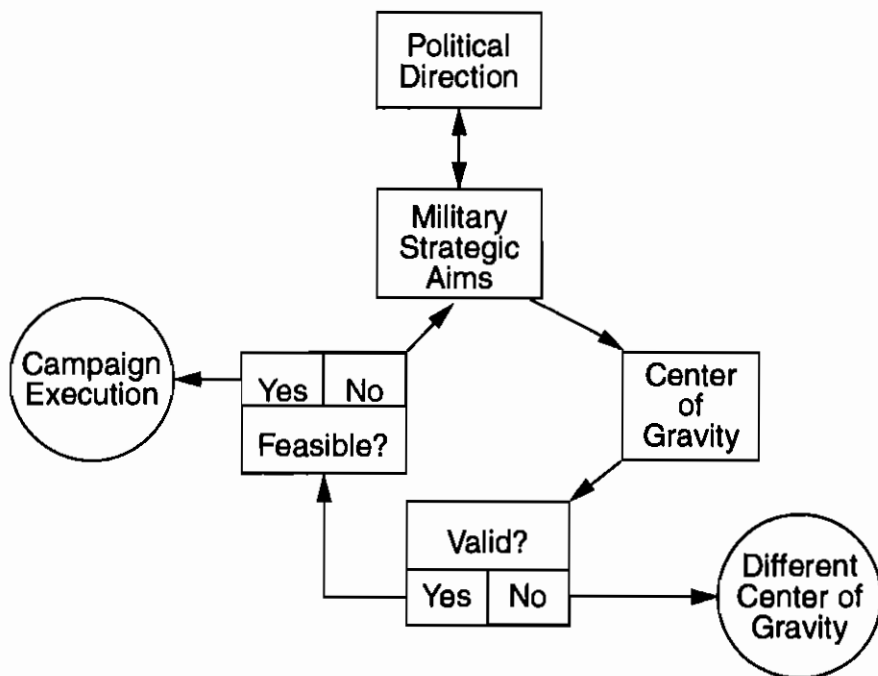 Political
Direction
Military
Strategic
Aims
Campaign
Execution
Yes No
Feasible?
Center
of
Gravity
Valid?
Yes No
Different
Center of
Gravity